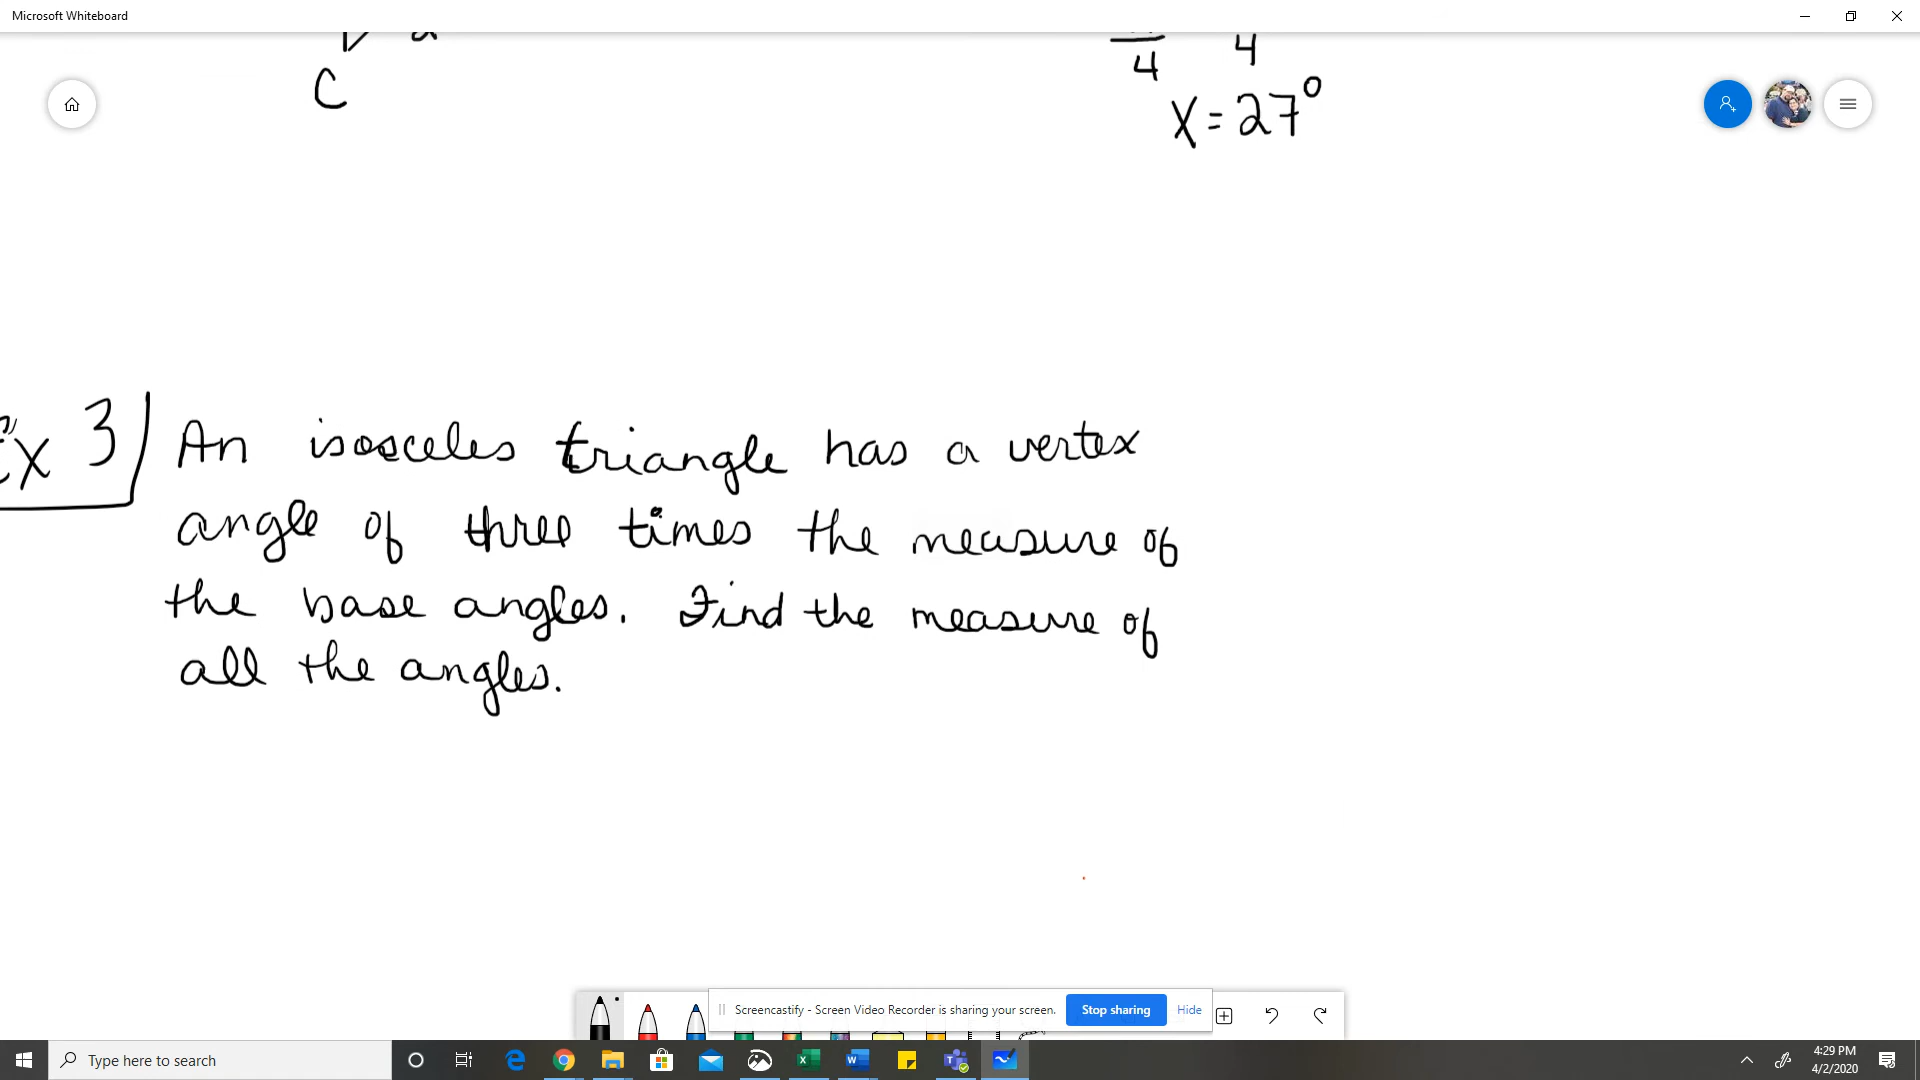 Microsoft Whiteboard
4 4
C
x = 27°
Ex 3
An isosceles triangle has a vertex
angle of three times the measure of
the base angles. Find the measure of
all the angles.
Screencastify - Screen Video Recorder is sharing your screen. Stop sharing Hide
Type here to search
4:29 PM
4/2/2020